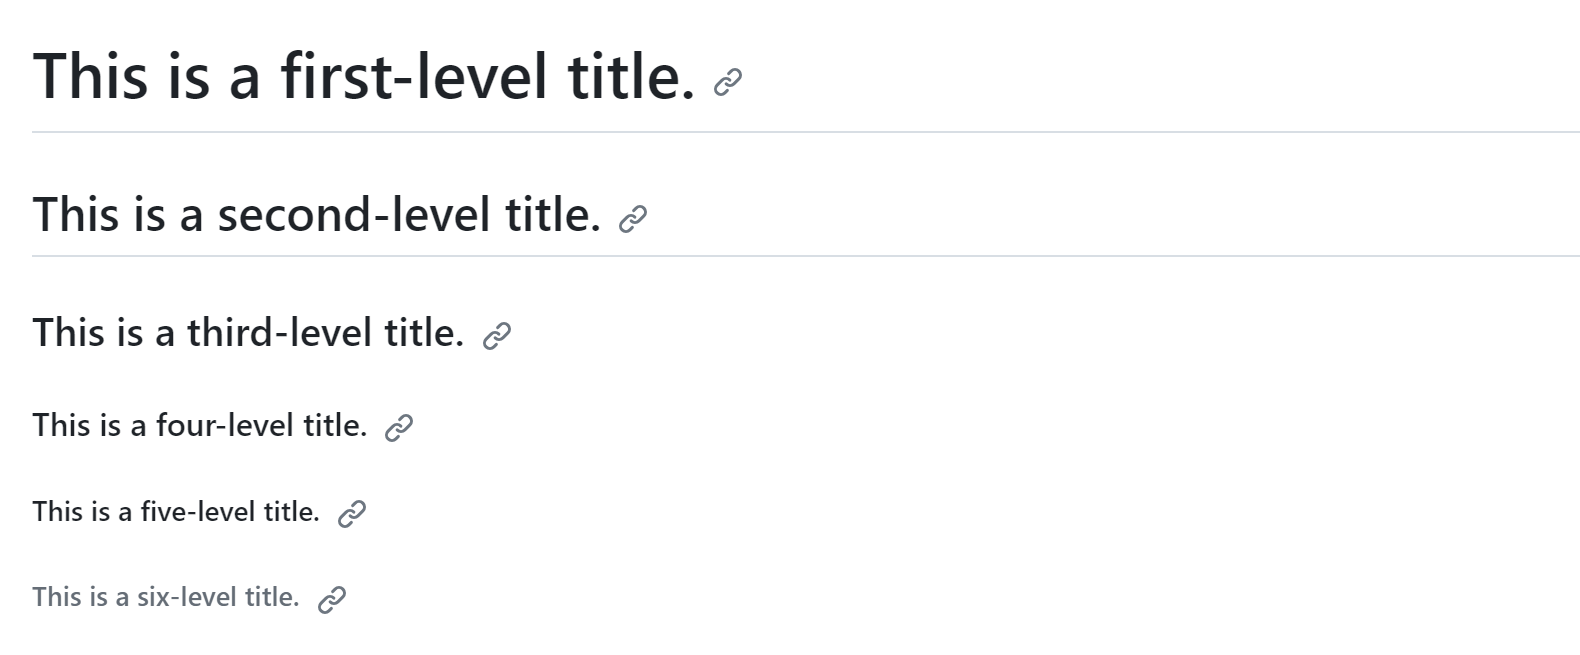 This is a first-level title.
This is a second-level title.
This is a third-level title.
This is a four-level title.
This is a five-level title.
This is a six-level title.